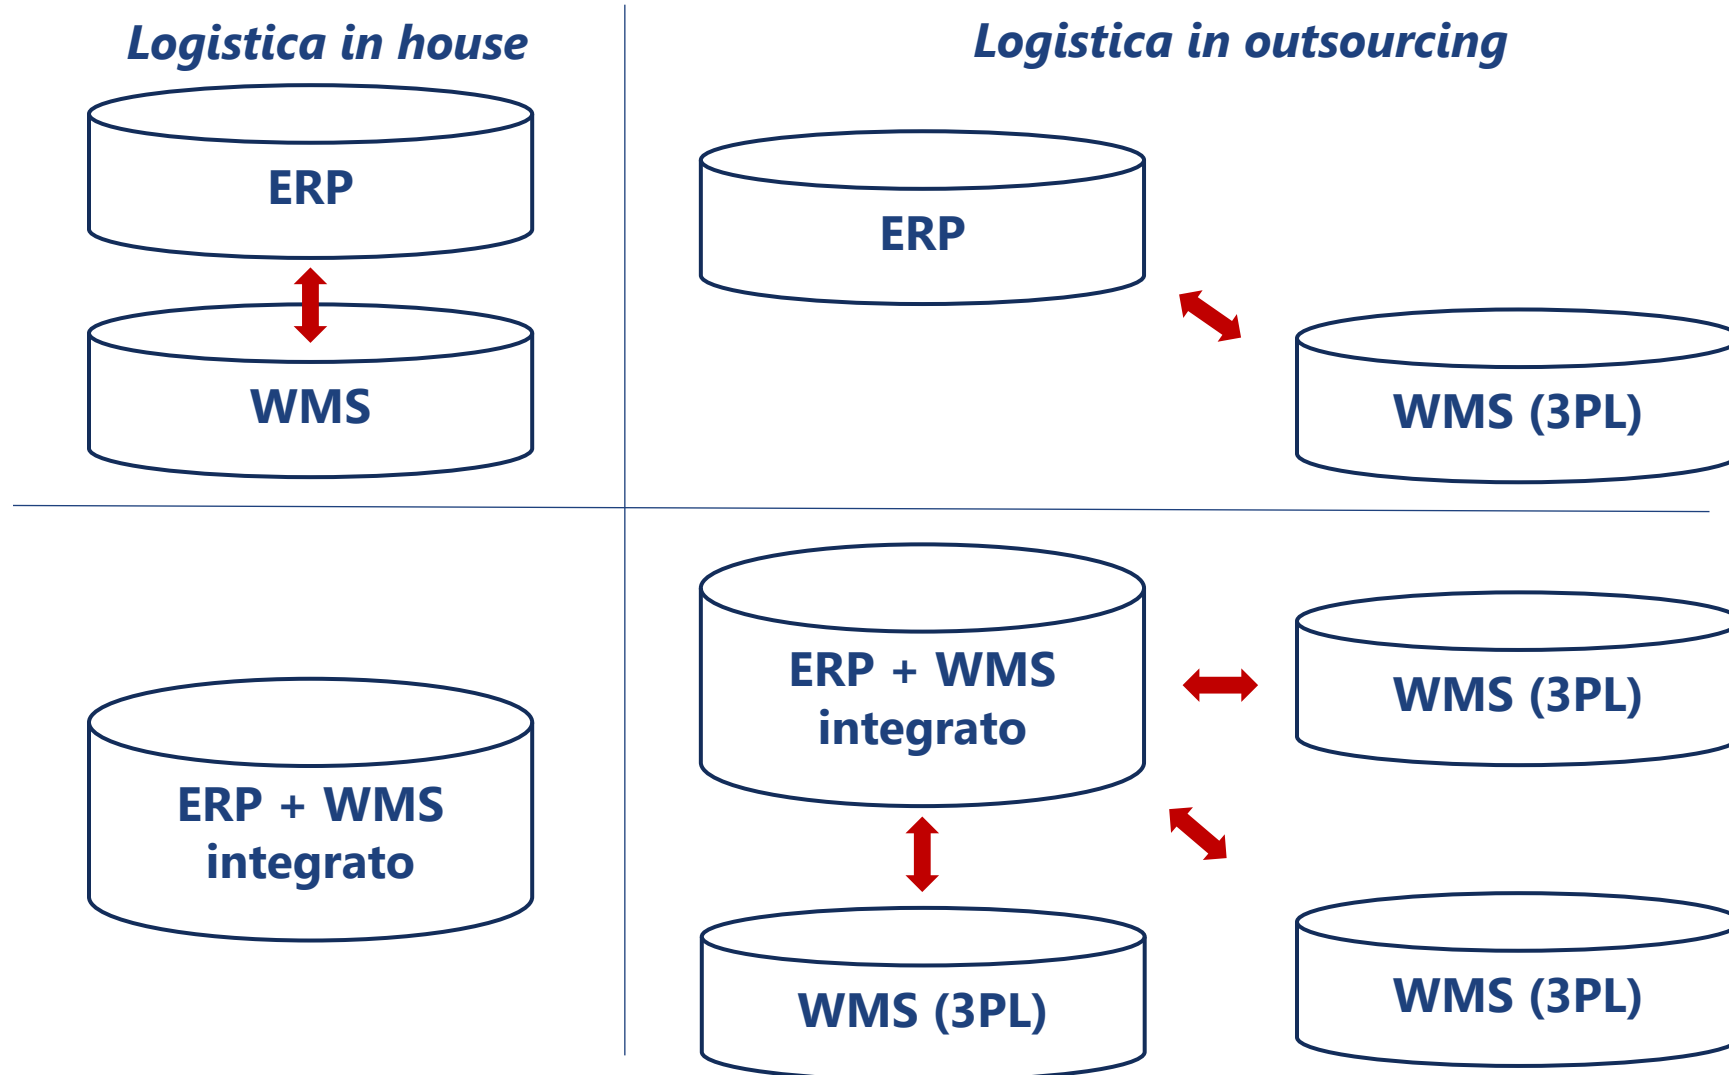 Logistica in house
ERP
WMS
Logistica in outsourcing
ERP
WMS (3PL)
ERP + WMS
integrato
ERP + WMS
integrato
WMS (3PL)
WMS (3PL)
WMS (3PL)